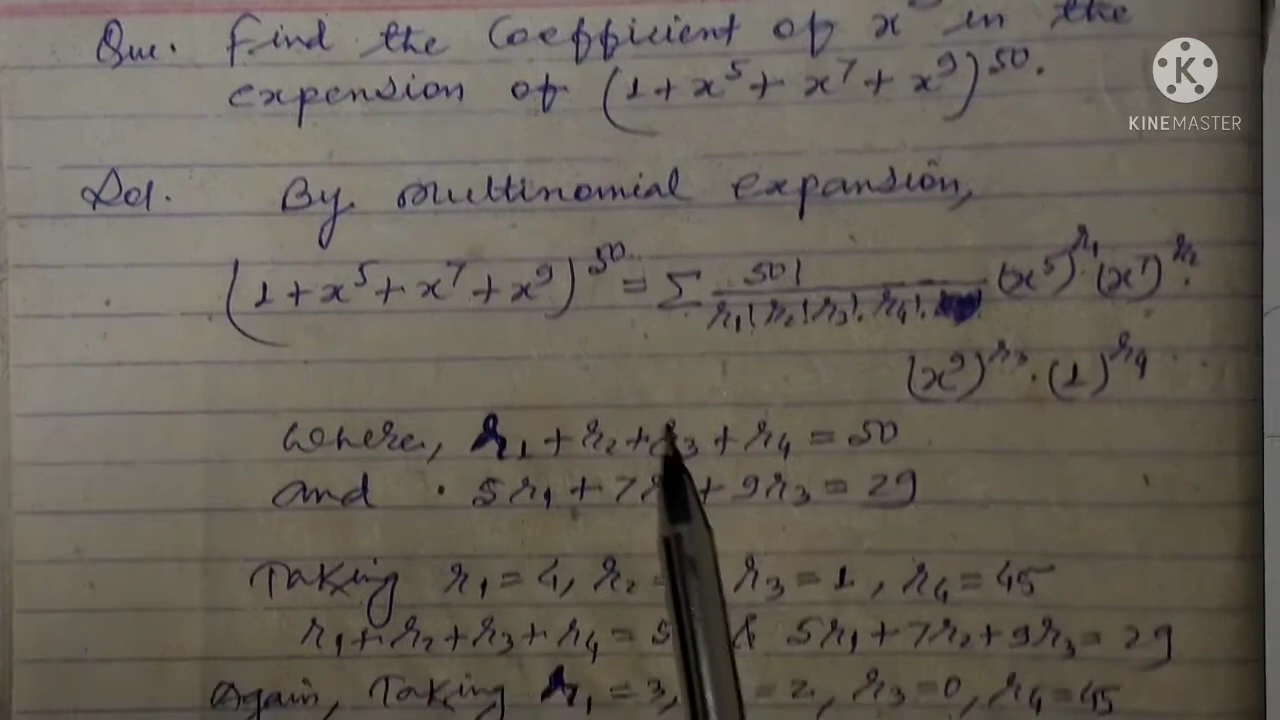 Que. Find the Coefficient of x in the
expension of (1 + x⁵ + x⁷ + x⁹)⁵⁰.
KINEMASTER
Sol. By multinomial expansion,
(1 + x⁵ + x⁷ + x⁹)⁵⁰ = Σ 50! / r₁! r₂! r₃! r₄! (x⁵)^r₁ (x⁷)^r₂ .
(x⁹)^r₃ . (1)^r₄
where, r₁ + r₂ + r₃ + r₄ = 50
and 5r₁ + 7r + 9r₃ = 29
Taking r₁ = 4, r₂ = r₃ = 1, r₄ = 45
r₁ + r₂ + r₃ + r₄ = 5 & 5r₁ + 7r₂ + 9r₃ = 29
Again, Taking r₁ = 3, = 2, r₃ = 0, r₄ = 45